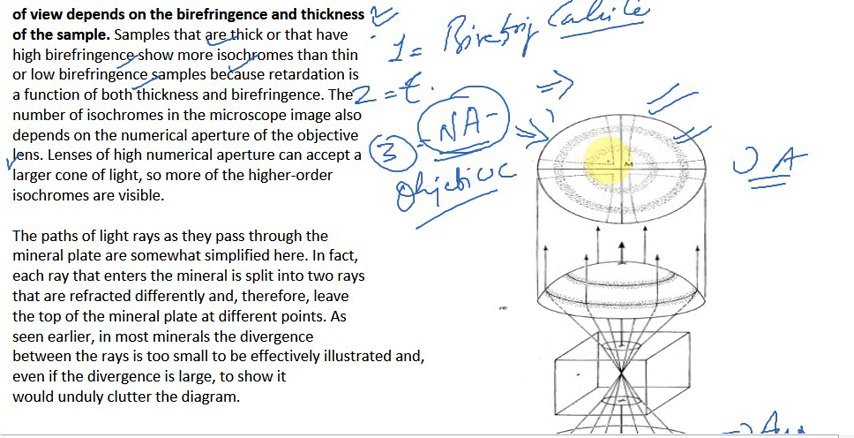 of view depends on the birefringence and thickness
of the sample. Samples that are thick or that have
high birefringence show more isochromes than thin
or low birefringence samples because retardation is
a function of both thickness and birefringence. The
number of isochromes in the microscope image also
depends on the numerical aperture of the objective
lens. Lenses of high numerical aperture can accept a
larger cone of light, so more of the higher-order
isochromes are visible.
The paths of light rays as they pass through the
mineral plate are somewhat simplified here. In fact,
each ray that enters the mineral is split into two rays
that are refracted differently and, therefore, leave
the top of the mineral plate at different points. As
seen earlier, in most minerals the divergence
between the rays is too small to be effectively illustrated and,
even if the divergence is large, to show it
would unduly clutter the diagram.
1= Birefring Calcite
2 = t.
3 - NA-
Objective
M
OA